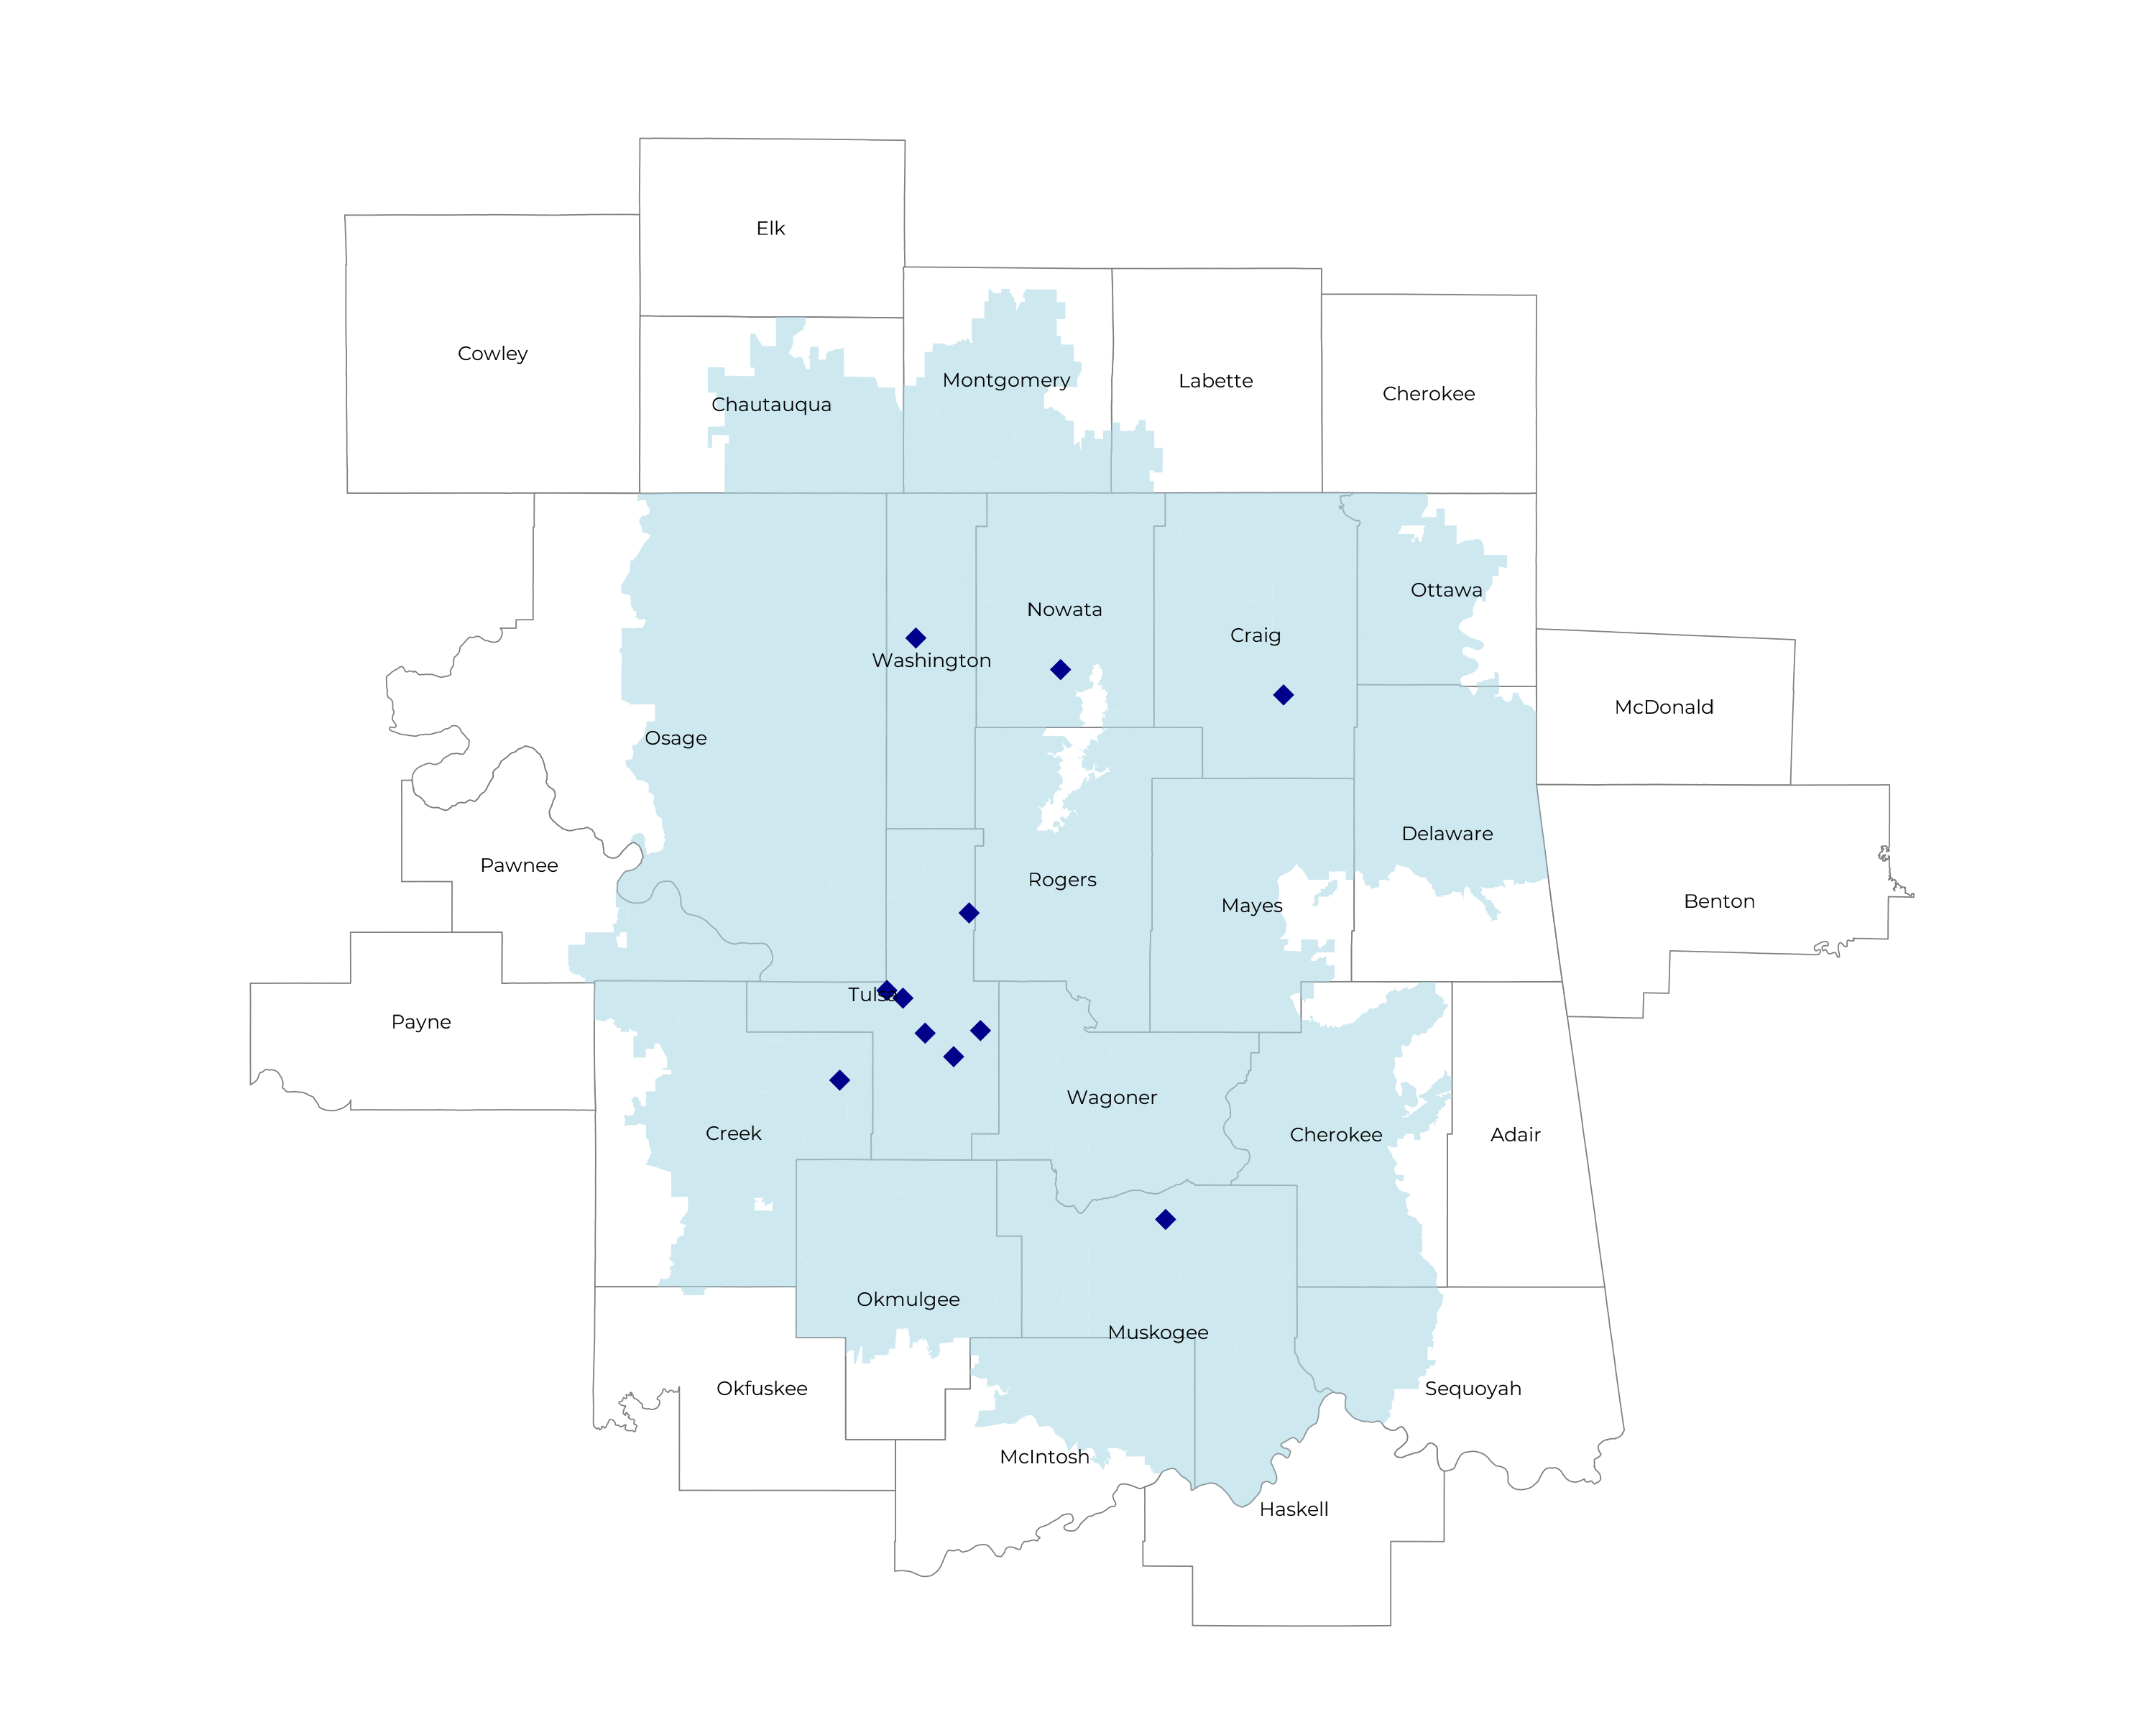 Elk
Cowley
Montgomery
Labette
Cherokee
Chautauqua
Ottawa
Nowata
Craig
Washington
McDonald
Osage
Delaware
Pawnee
Rogers
Benton
Mayes
Tulsa
Payne
Wagoner
Creek
Cherokee
Adair
Okmulgee
Muskogee
Okfuskee
Sequoyah
McIntosh
Haskell